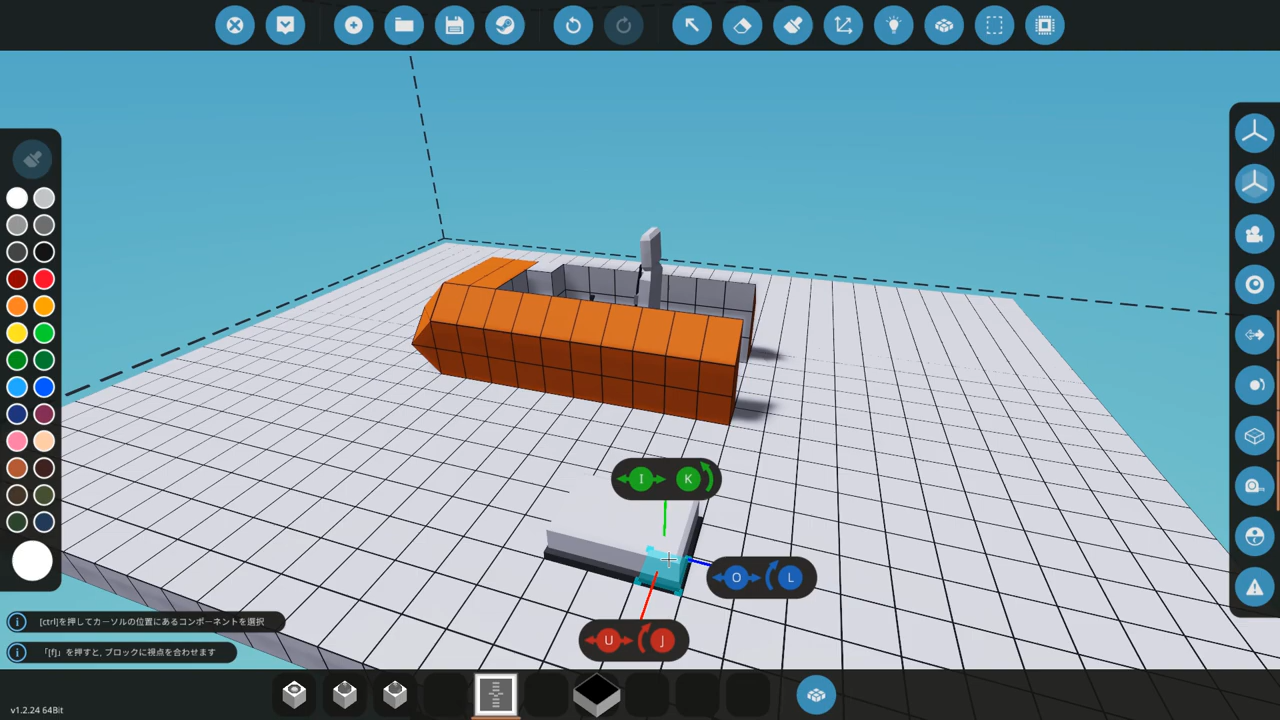 I K
O L
U J
[ctrl]を押してカーソルの位置にあるコンポーネントを選択
「[f]」を押すと、ブロックに視点を合わせます
v1.2.24 64Bit